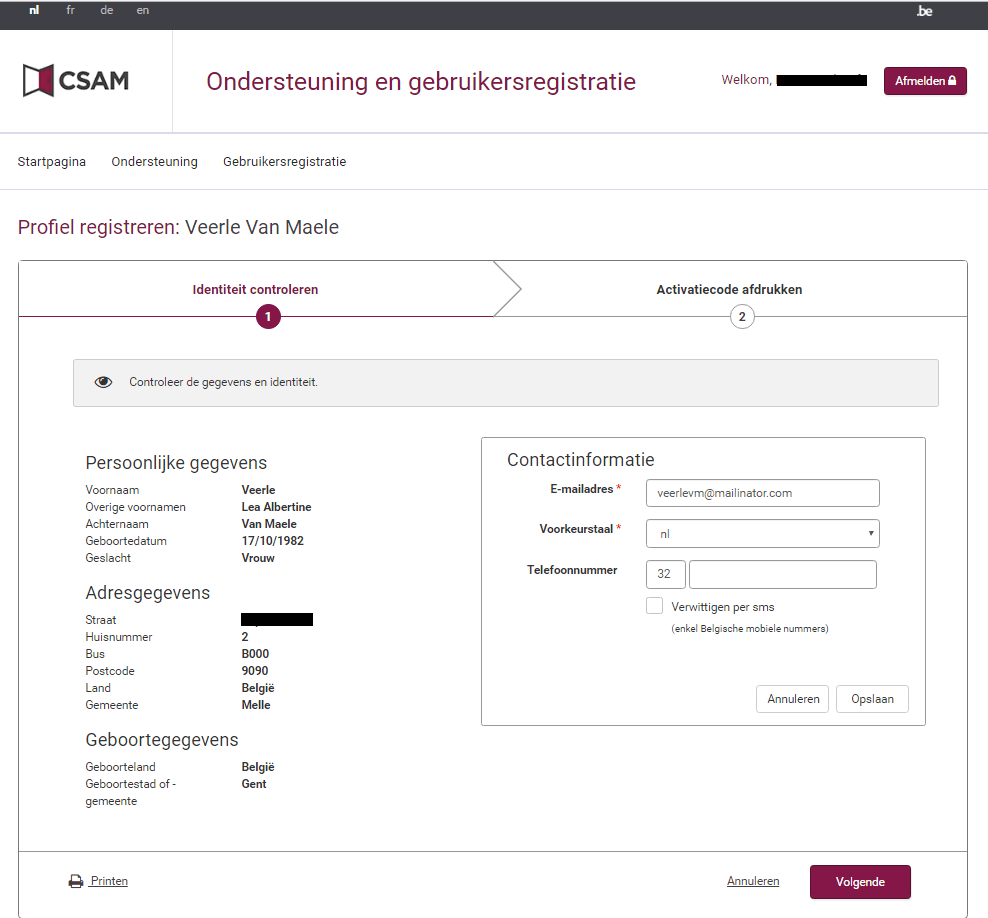 nl fr de en .be
CSAM
Ondersteuning en gebruikersregistratie
Welkom,
Afmelden
Startpagina Ondersteuning Gebruikersregistratie
Profiel registreren: Veerle Van Maele
Identiteit controleren
1
Activatiecode afdrukken
2
Controleer de gegevens en identiteit.
Persoonlijke gegevens
Voornaam Veerle
Overige voornamen Lea Albertine
Achternaam Van Maele
Geboortedatum 17/10/1982
Geslacht Vrouw
Adresgegevens
Straat
Huisnummer 2
Bus B000
Postcode 9090
Land België
Gemeente Melle
Geboortegegevens
Geboorteland België
Geboortestad of - Gent
gemeente
Contactinformatie
E-mailadres * veerlevm@mailinator.com
Voorkeurstaal * nl
Telefoonnummer 32
Verwittigen per sms
(enkel Belgische mobiele nummers)
Annuleren Opslaan
Printen
Annuleren
Volgende